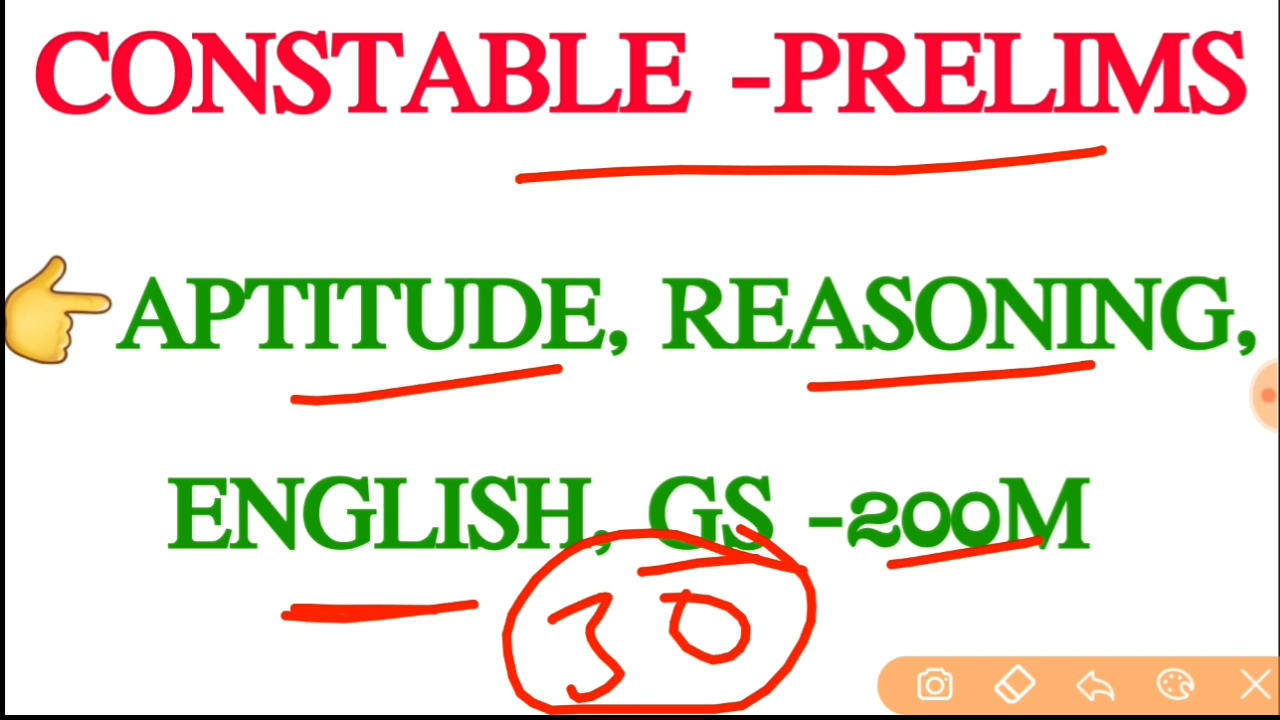 CONSTABLE -PRELIMS
👉 APTITUDE, REASONING,
ENGLISH, GS -200M
30